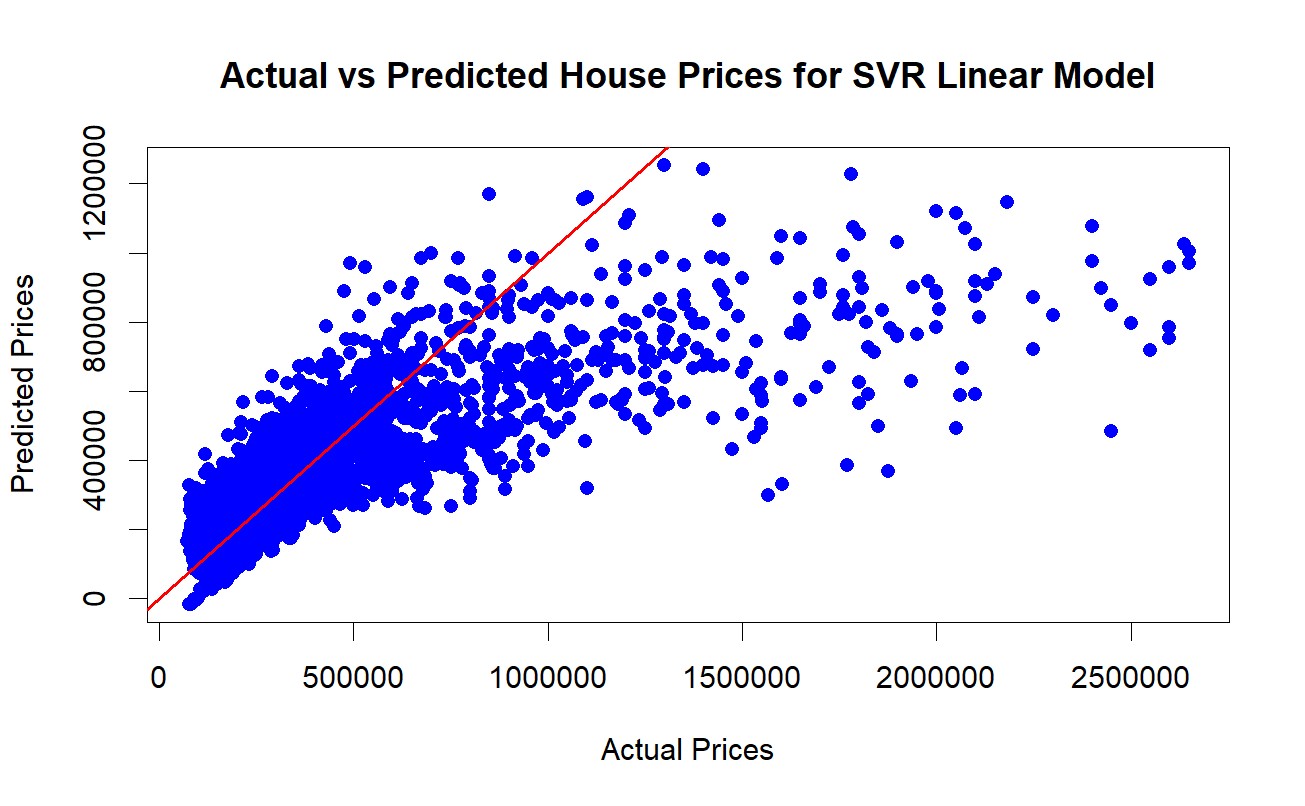 Actual vs Predicted House Prices for SVR Linear Model
Predicted Prices
1200000
800000
400000
0
0 500000 1000000 1500000 2000000 2500000
Actual Prices